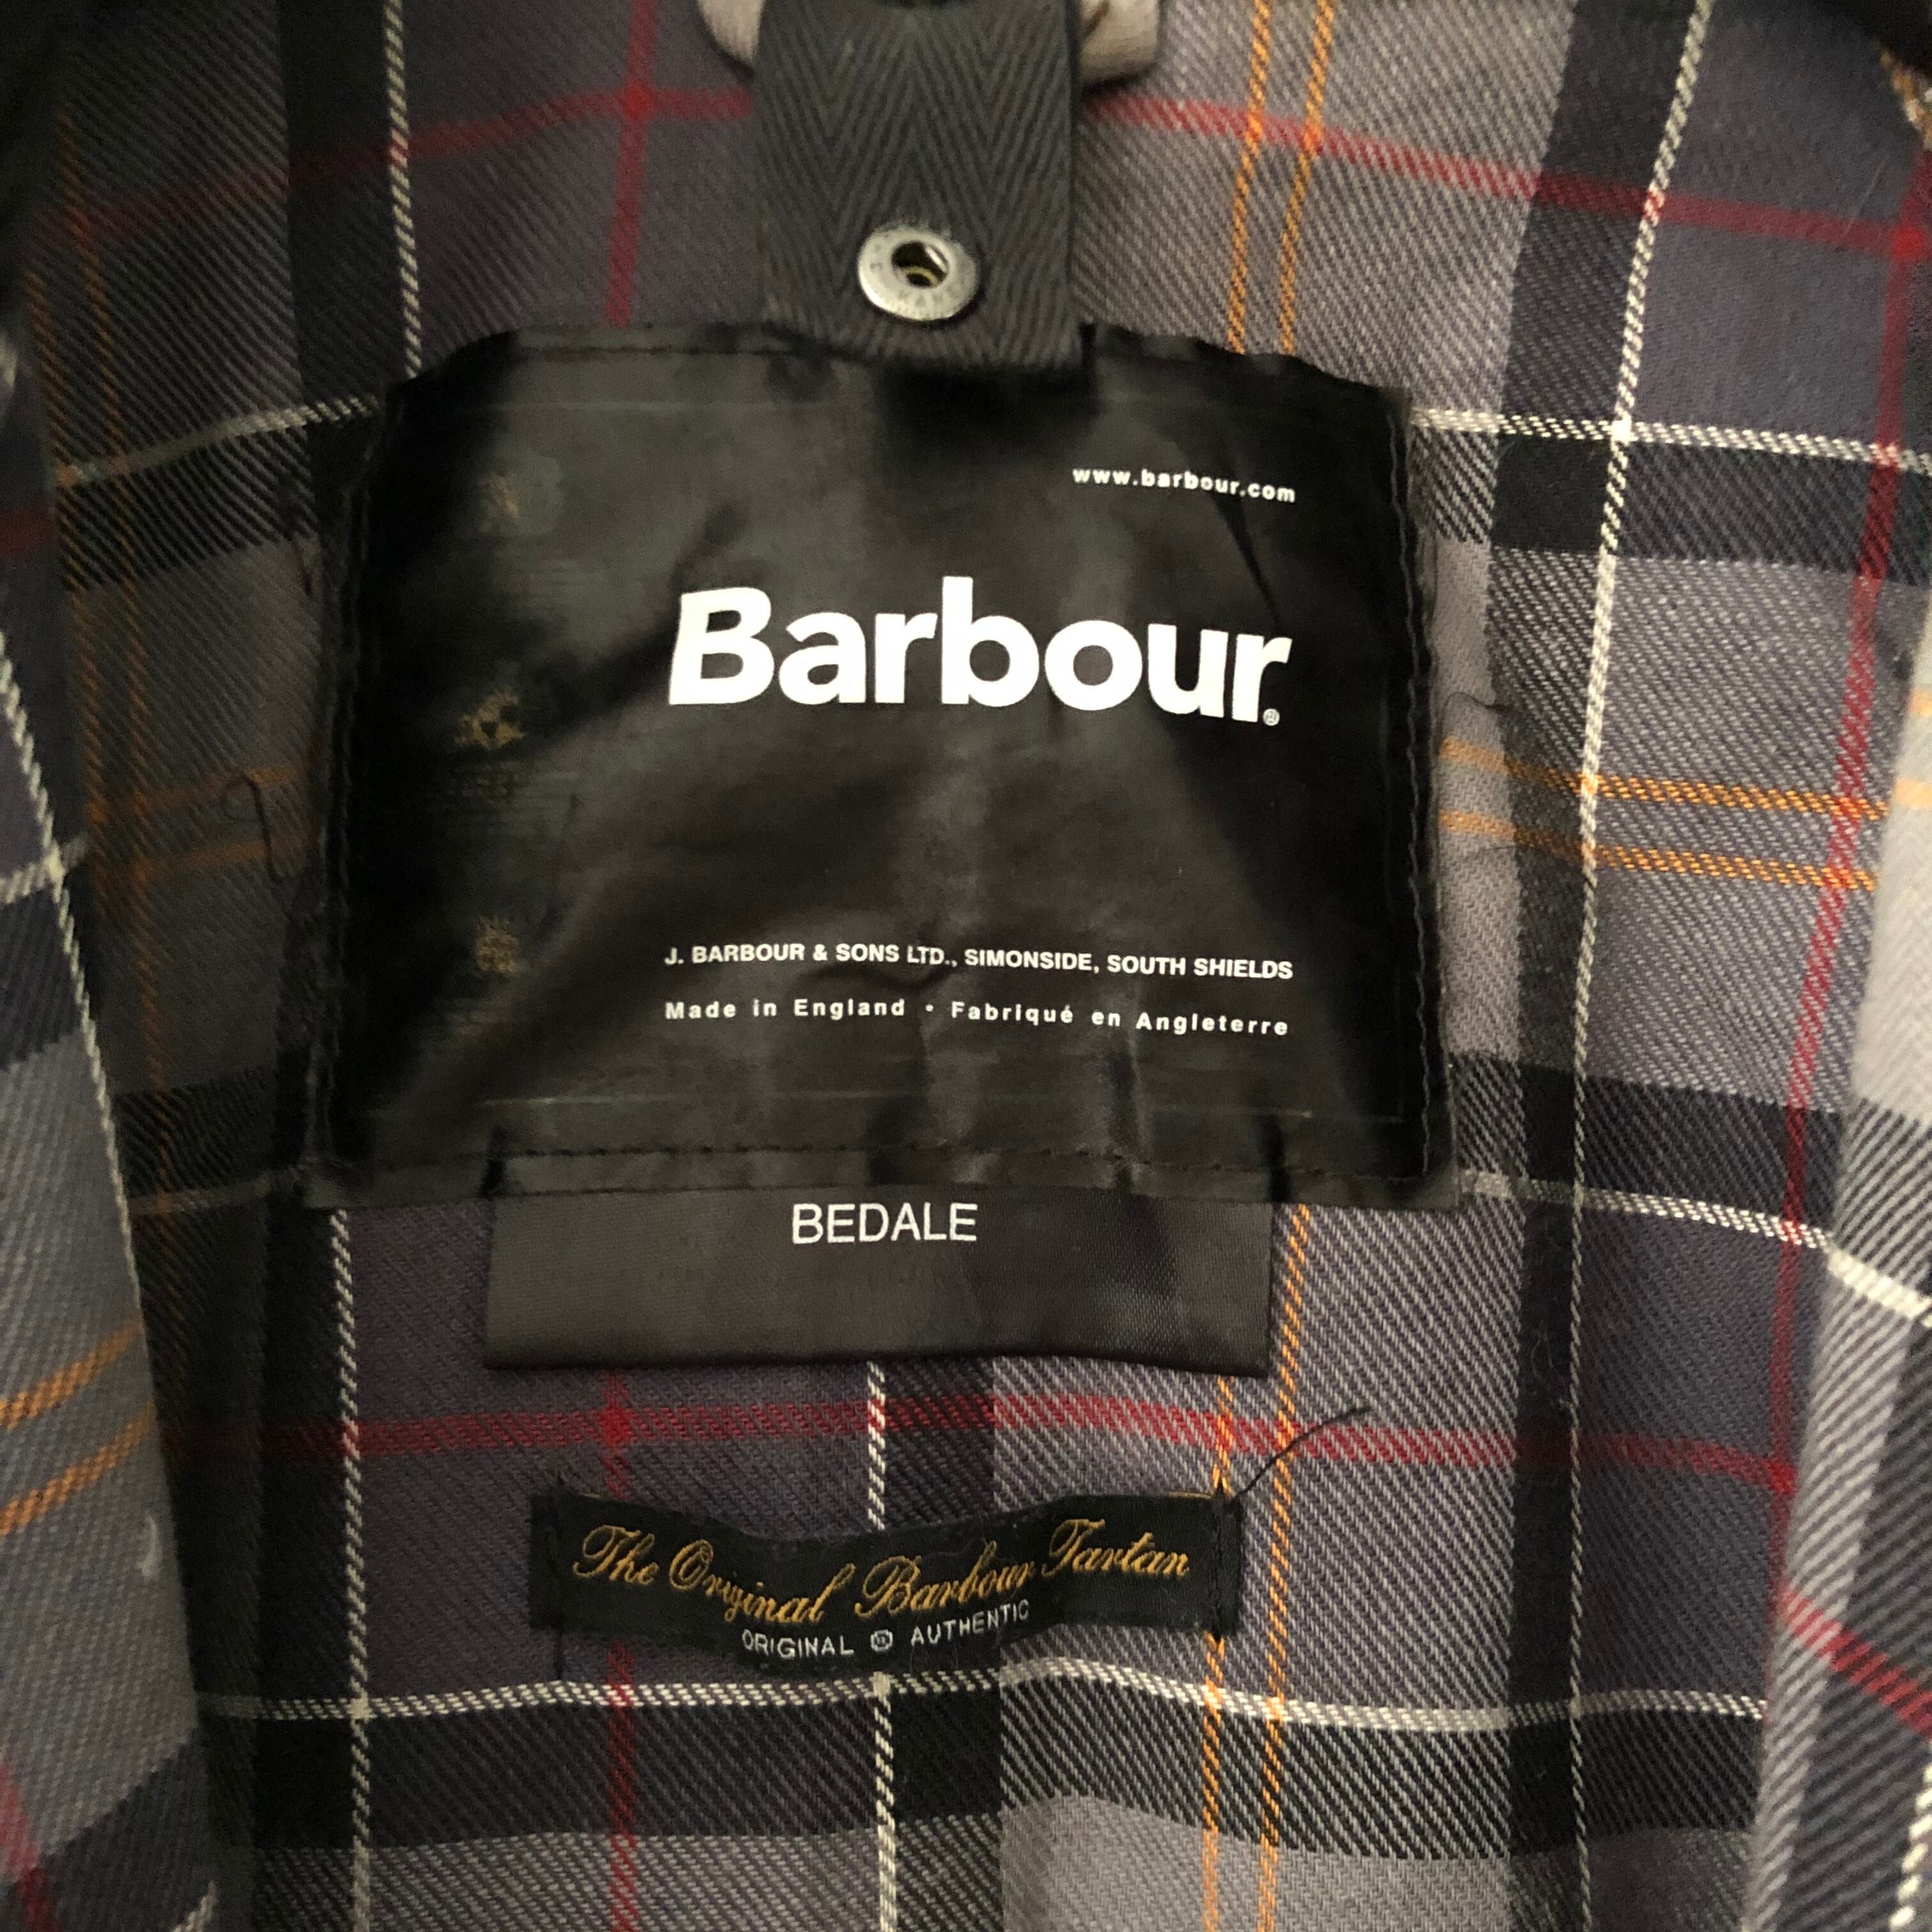 www.barbour.com
Barbour®
J. BARBOUR & SONS LTD., SIMONSIDE, SOUTH SHIELDS
Made in England • Fabriqué en Angleterre
BEDALE
The Original Barbour Tartan
ORIGINAL AUTHENTIC